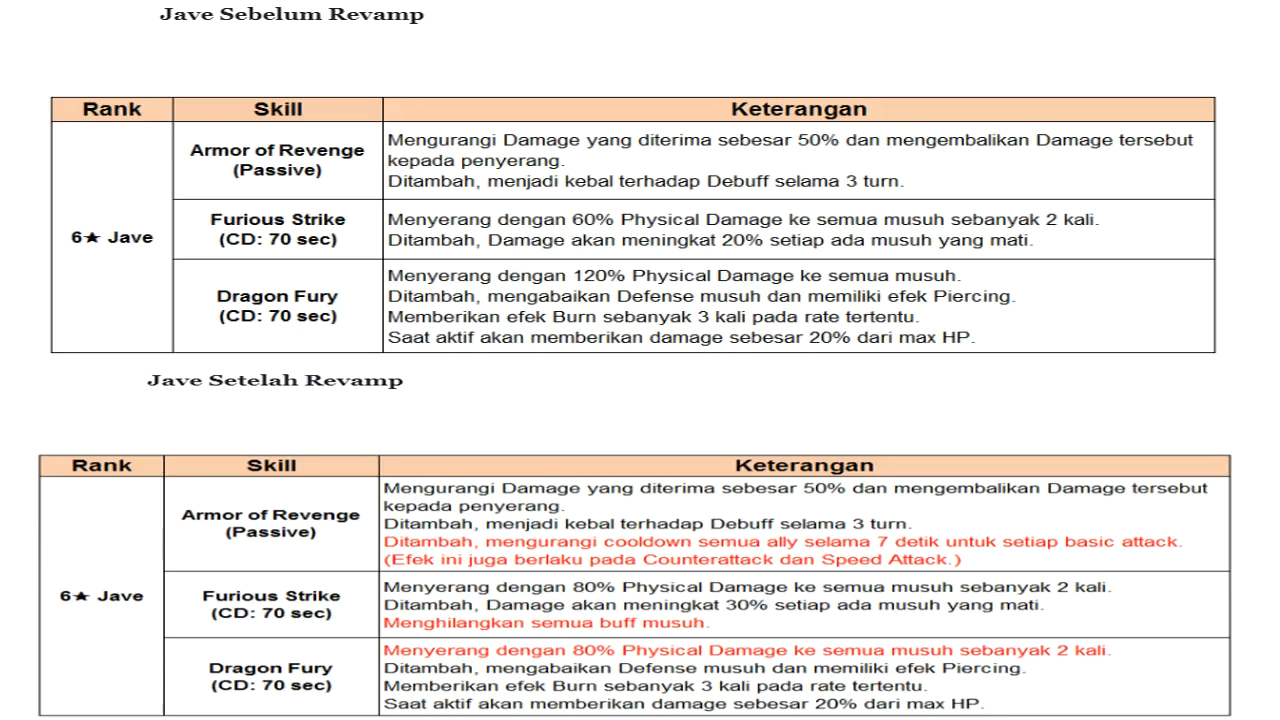 Jave Sebelum Revamp
Rank Skill Keterangan
6★ Jave
Armor of Revenge
(Passive)
Mengurangi Damage yang diterima sebesar 50% dan mengembalikan Damage tersebut
kepada penyerang.
Ditambah, menjadi kebal terhadap Debuff selama 3 turn.
Furious Strike
(CD: 70 sec)
Menyerang dengan 60% Physical Damage ke semua musuh sebanyak 2 kali.
Ditambah, Damage akan meningkat 20% setiap ada musuh yang mati.
Dragon Fury
(CD: 70 sec)
Menyerang dengan 120% Physical Damage ke semua musuh.
Ditambah, mengabaikan Defense musuh dan memiliki efek Piercing.
Memberikan efek Burn sebanyak 3 kali pada rate tertentu.
Saat aktif akan memberikan damage sebesar 20% dari max HP.
Jave Setelah Revamp
Rank Skill Keterangan
6★ Jave
Armor of Revenge
(Passive)
Mengurangi Damage yang diterima sebesar 50% dan mengembalikan Damage tersebut
kepada penyerang.
Ditambah, menjadi kebal terhadap Debuff selama 3 turn.
Ditambah, mengurangi cooldown semua ally selama 7 detik untuk setiap basic attack.
(Efek ini juga berlaku pada Counterattack dan Speed Attack.)
Furious Strike
(CD: 70 sec)
Menyerang dengan 80% Physical Damage ke semua musuh sebanyak 2 kali.
Ditambah, Damage akan meningkat 30% setiap ada musuh yang mati.
Menghilangkan semua buff musuh.
Dragon Fury
(CD: 70 sec)
Menyerang dengan 80% Physical Damage ke semua musuh sebanyak 2 kali.
Ditambah, mengabaikan Defense musuh dan memiliki efek Piercing.
Memberikan efek Burn sebanyak 3 kali pada rate tertentu.
Saat aktif akan memberikan damage sebesar 20% dari max HP.